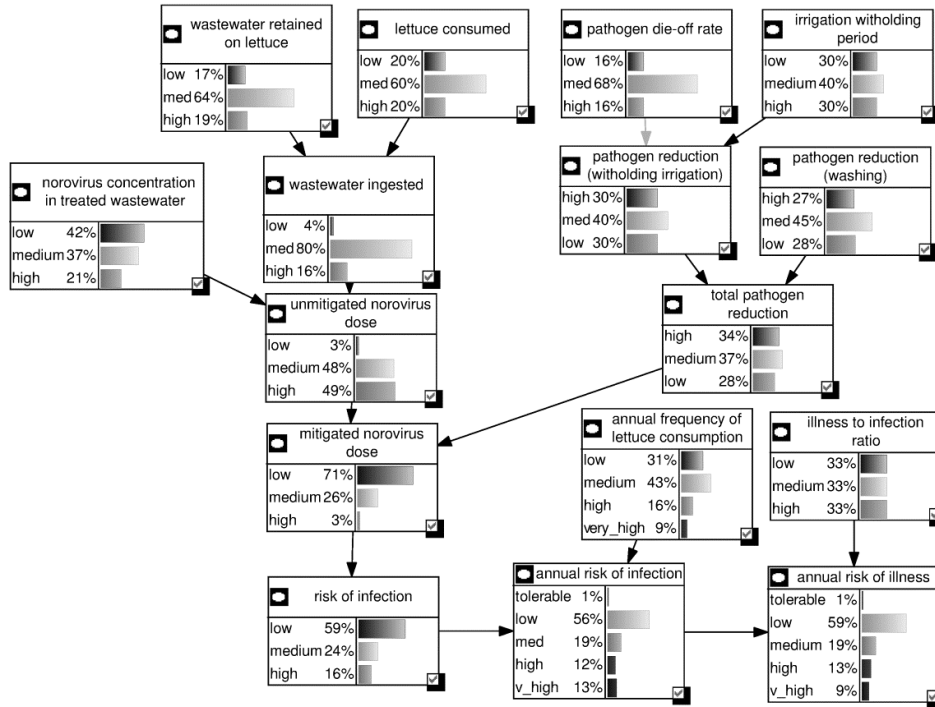 wastewater retained
on lettuce
low 17%
med 64%
high 19%
lettuce consumed
low 20%
med 60%
high 20%
pathogen die-off rate
low 16%
med 68%
high 16%
irrigation witholding
period
low 30%
medium 40%
high 30%
norovirus concentration
in treated wastewater
low 42%
medium 37%
high 21%
wastewater ingested
low 4%
med 80%
high 16%
pathogen reduction
(witholding irrigation)
high 30%
med 40%
low 30%
pathogen reduction
(washing)
high 27%
med 45%
low 28%
unmitigated norovirus
dose
low 3%
medium 48%
high 49%
total pathogen
reduction
high 34%
medium 37%
low 28%
mitigated norovirus
dose
low 71%
medium 26%
high 3%
annual frequency of
lettuce consumption
low 31%
medium 43%
high 16%
very_high 9%
illness to infection
ratio
low 33%
medium 33%
high 33%
risk of infection
low 59%
medium 24%
high 16%
annual risk of infection
tolerable 1%
low 56%
med 19%
high 12%
v_high 13%
annual risk of illness
tolerable 1%
low 59%
medium 19%
high 13%
v_high 9%